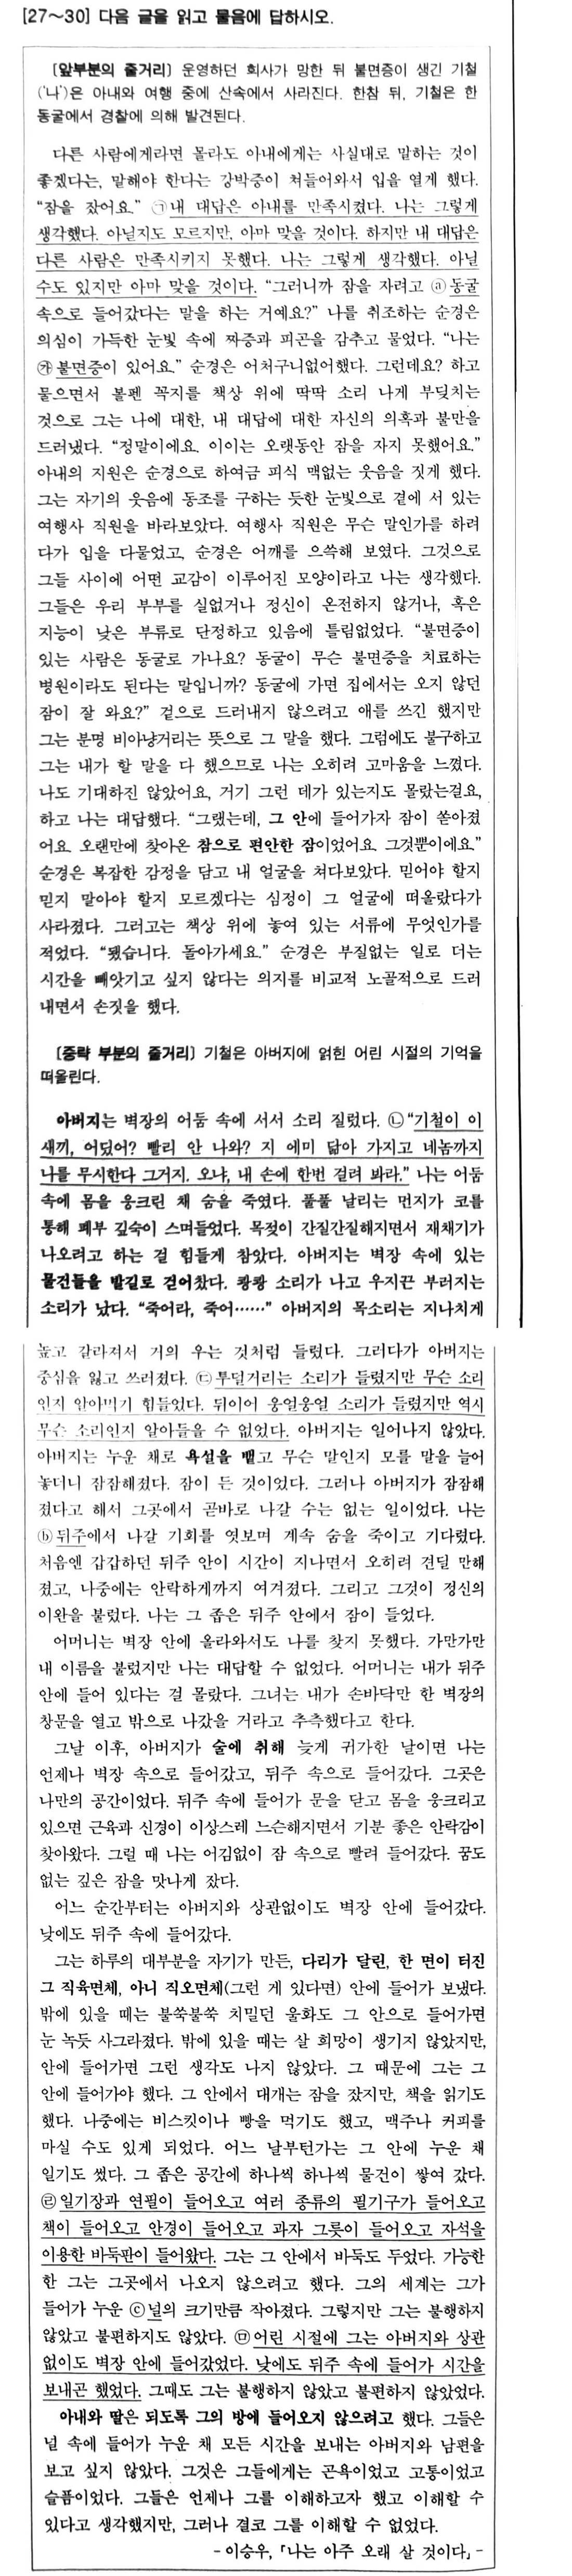 [27~30] 다음 글을 읽고 물음에 답하시오.
[앞부분의 줄거리] 운영하던 회사가 망한 뒤 불면증이 생긴 기철
('나')은 아내와 여행 중에 산속에서 사라진다. 한참 뒤, 기철은 한
동굴에서 경찰에 의해 발견된다.
다른 사람에게라면 몰라도 아내에게는 사실대로 말하는 것이
좋겠다는, 말해야 한다는 강박증이 쳐들어와서 입을 열게 했다.
“잠을 잤어요.” ㉠내 대답은 아내를 만족시켰다. 나는 그렇게
생각했다. 아닐지도 모르지만, 아마 맞을 것이다. 하지만 내 대답은
다른 사람은 만족시키지 못했다. 나는 그렇게 생각했다. 아닐
수도 있지만 아마 맞을 것이다. “그러니까 잠을 자려고 ⓐ동굴
속으로 들어갔다는 말을 하는 거예요?” 나를 취조하는 순경은
의심이 가득한 눈빛 속에 짜증과 피곤을 감추고 물었다. “나는
㉮불면증이 있어요.” 순경은 어처구니없어했다. 그런데요? 하고
물으면서 볼펜 꼭지를 책상 위에 딱딱 소리 나게 부딪치는
것으로 그는 나에 대한, 내 대답에 대한 자신의 의혹과 불만을
드러냈다. “정말이에요. 이이는 오랫동안 잠을 자지 못했어요.”
아내의 지원은 순경으로 하여금 피식 맥없는 웃음을 짓게 했다.
그는 자기의 웃음에 동조를 구하는 듯한 눈빛으로 곁에 서 있는
여행사 직원을 바라보았다. 여행사 직원은 무슨 말인가를 하려
다가 입을 다물었고, 순경은 어깨를 으쓱해 보였다. 그것으로
그들 사이에 어떤 교감이 이루어진 모양이라고 나는 생각했다.
그들은 우리 부부를 실없거나 정신이 온전하지 않거나, 혹은
지능이 낮은 부류로 단정하고 있음에 틀림없었다. “불면증이
있는 사람은 동굴로 가나요? 동굴이 무슨 불면증을 치료하는
병원이라도 된다는 말입니까? 동굴에 가면 집에서는 오지 않던
잠이 잘 와요?” 겉으로 드러내지 않으려고 애를 쓰긴 했지만
그는 분명 비아냥거리는 뜻으로 그 말을 했다. 그럼에도 불구하고
그는 내가 할 말을 다 했으므로 나는 오히려 고마움을 느꼈다.
나도 기대하진 않았어요, 거기 그런 데가 있는지도 몰랐는걸요,
하고 나는 대답했다. “그랬는데, 그 안에 들어가자 잠이 쏟아졌
어요. 오랜만에 찾아온 참으로 편안한 잠이었어요. 그것뿐이에요.”
순경은 복잡한 감정을 담고 내 얼굴을 쳐다보았다. 믿어야 할지
믿지 말아야 할지 모르겠다는 심정이 그 얼굴에 떠올랐다가
사라졌다. 그러고는 책상 위에 놓여 있는 서류에 무엇인가를
적었다. “됐습니다. 돌아가세요.” 순경은 부질없는 일로 더는
시간을 빼앗기고 싶지 않다는 의지를 비교적 노골적으로 드러
내면서 손짓을 했다.
[중략 부분의 줄거리] 기철은 아버지에 얽힌 어린 시절의 기억을
떠올린다.
아버지는 벽장의 어둠 속에 서서 소리 질렀다. ㉡“기철이 이
새끼, 어딨어? 빨리 안 나와? 지 에미 닮아 가지고 네놈까지
나를 무시한다 그거지. 오냐, 내 손에 한번 걸려 봐라.” 나는 어둠
속에 몸을 웅크린 채 숨을 죽였다. 풀풀 날리는 먼지가 코를
통해 폐부 깊숙이 스며들었다. 목젖이 간질간질해지면서 재채기가
나오려고 하는 걸 힘들게 참았다. 아버지는 벽장 속에 있는
물건들을 발길로 걷어찼다. 쾅쾅 소리가 나고 우지끈 부러지는
소리가 났다. “죽어라, 죽어……” 아버지의 목소리는 지나치게
높고 갈라져서 거의 우는 것처럼 들렸다. 그러다가 아버지는
중심을 잃고 쓰러졌다. ㉢투덜거리는 소리가 들렸지만 무슨 소리
인지 알아먹기 힘들었다. 뒤이어 웅얼웅얼 소리가 들렸지만 역시
무슨 소리인지 알아들을 수 없었다. 아버지는 일어나지 않았다.
아버지는 누운 채로 욕설을 뱉고 무슨 말인지 모를 말을 늘어
놓더니 잠잠해졌다. 잠이 든 것이었다. 그러나 아버지가 잠잠해
졌다고 해서 그곳에서 곧바로 나갈 수는 없는 일이었다. 나는
ⓑ뒤주에서 나갈 기회를 엿보며 계속 숨을 죽이고 기다렸다.
처음엔 갑갑하던 뒤주 안이 시간이 지나면서 오히려 견딜 만해
졌고, 나중에는 안락하게까지 여겨졌다. 그리고 그것이 정신의
이완을 불렀다. 나는 그 좁은 뒤주 안에서 잠이 들었다.
어머니는 벽장 안에 올라와서도 나를 찾지 못했다. 가만가만
내 이름을 불렀지만 나는 대답할 수 없었다. 어머니는 내가 뒤주
안에 들어 있다는 걸 몰랐다. 그녀는 내가 손바닥만 한 벽장의
창문을 열고 밖으로 나갔을 거라고 추측했다고 한다.
그날 이후, 아버지가 술에 취해 늦게 귀가한 날이면 나는
언제나 벽장 속으로 들어갔고, 뒤주 속으로 들어갔다. 그곳은
나만의 공간이었다. 뒤주 속에 들어가 문을 닫고 몸을 웅크리고
있으면 근육과 신경이 이상스레 느슨해지면서 기분 좋은 안락감이
찾아왔다. 그럴 때 나는 어김없이 잠 속으로 빨려 들어갔다. 꿈도
없는 깊은 잠을 맛나게 잤다.
어느 순간부터는 아버지와 상관없이도 벽장 안에 들어갔다.
낮에도 뒤주 속에 들어갔다.
그는 하루의 대부분을 자기가 만든, 다리가 달린, 한 면이 터진
그 직육면체, 아니 직오면체(그런 게 있다면) 안에 들어가 보냈다.
밖에 있을 때는 불쑥불쑥 치밀던 울화도 그 안으로 들어가면
눈 녹듯 사그라졌다. 밖에 있을 때는 살 희망이 생기지 않았지만,
안에 들어가면 그런 생각도 나지 않았다. 그 때문에 그는 그
안에 들어가야 했다. 그 안에서 대개는 잠을 잤지만, 책을 읽기도
했다. 나중에는 비스킷이나 빵을 먹기도 했고, 맥주나 커피를
마실 수도 있게 되었다. 어느 날부턴가는 그 안에 누운 채
일기도 썼다. 그 좁은 공간에 하나씩 하나씩 물건이 쌓여 갔다.
㉣일기장과 연필이 들어오고 여러 종류의 필기구가 들어오고
책이 들어오고 안경이 들어오고 과자 그릇이 들어오고 자석을
이용한 바둑판이 들어왔다. 그는 그 안에서 바둑도 두었다. 가능한
한 그는 그곳에서 나오지 않으려고 했다. 그의 세계는 그가
들어가 누운 ⓒ널의 크기만큼 작아졌다. 그렇지만 그는 불행하지
않았고 불편하지도 않았다. ㉤어린 시절에 그는 아버지와 상관
없이도 벽장 안에 들어갔었다. 낮에도 뒤주 속에 들어가 시간을
보내곤 했었다. 그때도 그는 불행하지 않았고 불편하지 않았었다.
아내와 딸은 되도록 그의 방에 들어오지 않으려고 했다. 그들은
널 속에 들어가 누운 채 모든 시간을 보내는 아버지와 남편을
보고 싶지 않았다. 그것은 그들에게는 곤욕이었고 고통이었고
슬픔이었다. 그들은 언제나 그를 이해하고자 했고 이해할 수
있다고 생각했지만, 그러나 결코 그를 이해할 수 없었다.
- 이승우, 「나는 아주 오래 살 것이다」 -